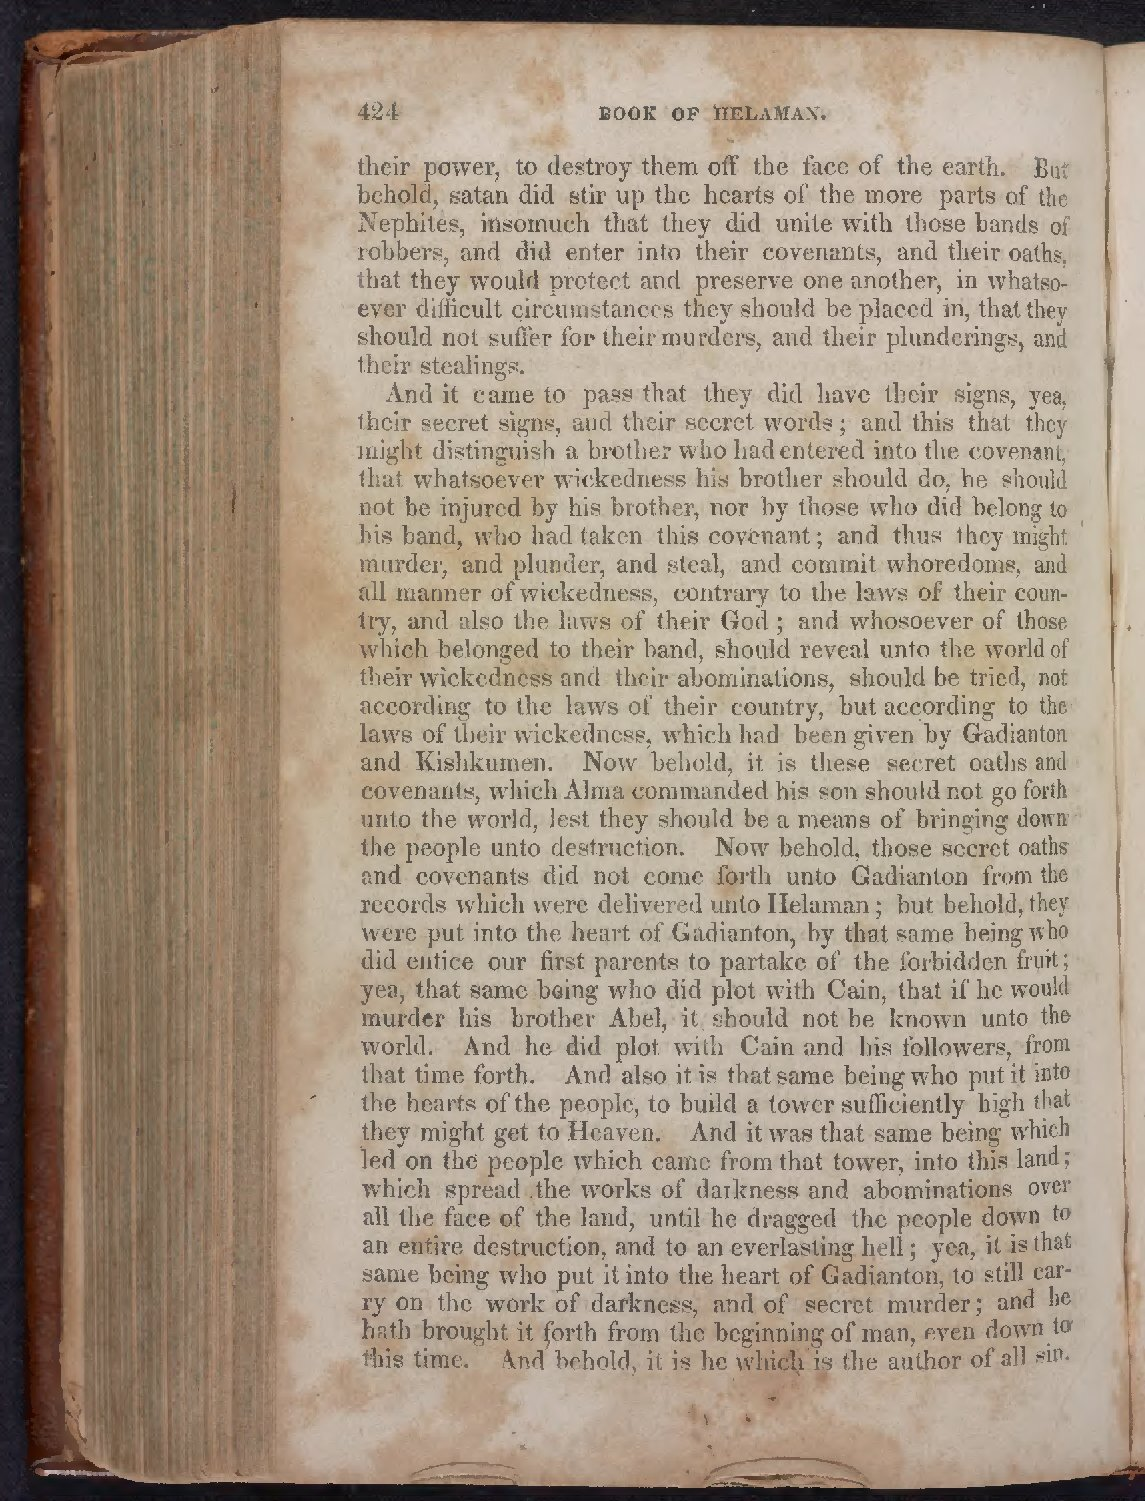 424 BOOK OF HELAMAN.
their power, to destroy them off the face of the earth. But
behold, satan did stir up the hearts of the more parts of the
Nephites, insomuch that they did unite with those bands of
robbers, and did enter into their covenants, and their oaths,
that they would protect and preserve one another, in whatso-
ever difficult circumstances they should be placed in, that they
should not suffer for their murders, and their plunderings, and
their stealings.
And it came to pass that they did have their signs, yea,
their secret signs, and their secret words; and this that they
might distinguish a brother who had entered into the covenant,
that whatsoever wickedness his brother should do, he should
not be injured by his brother, nor by those who did belong to
his band, who had taken this covenant; and thus they might
murder, and plunder, and steal, and commit whoredoms, and
all manner of wickedness, contrary to the laws of their coun-
try, and also the laws of their God; and whosoever of those
which belonged to their band, should reveal unto the world of
their wickedness and their abominations, should be tried, not
according to the laws of their country, but according to the
laws of their wickedness, which had been given by Gadianton
and Kishkumen. Now behold, it is these secret oaths and
covenants, which Alma commanded his son should not go forth
unto the world, lest they should be a means of bringing down
the people unto destruction. Now behold, those secret oaths
and covenants did not come forth unto Gadianton from the
records which were delivered unto Helaman; but behold, they
were put into the heart of Gadianton, by that same being who
did entice our first parents to partake of the forbidden fruit;
yea, that same being who did plot with Cain, that if he would
murder his brother Abel, it should not be known unto the
world. And he did plot with Cain and his followers, from
that time forth. And also it is that same being who put it into
the hearts of the people, to build a tower sufficiently high that
they might get to Heaven. And it was that same being which
led on the people which came from that tower, into this land;
which spread the works of darkness and abominations over
all the face of the land, until he dragged the people down to
an entire destruction, and to an everlasting hell; yea, it is that
same being who put it into the heart of Gadianton, to still car-
ry on the work of darkness, and of secret murder; and he
hath brought it forth from the beginning of man, even down to
this time. And behold, it is he which is the author of all sin.